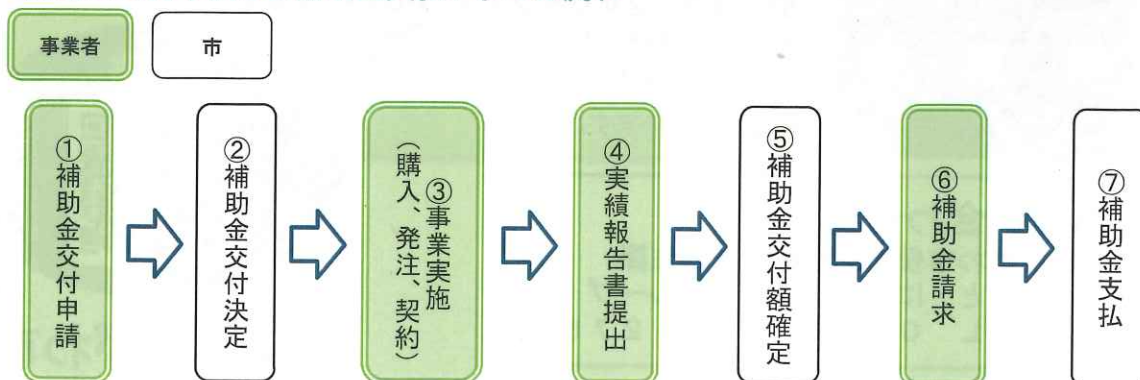 事業者
市
①補助金交付申請
②補助金交付決定
③事業実施
（購入、発注、契約）
④実績報告書提出
⑤補助金交付額確定
⑥補助金請求
⑦補助金支払